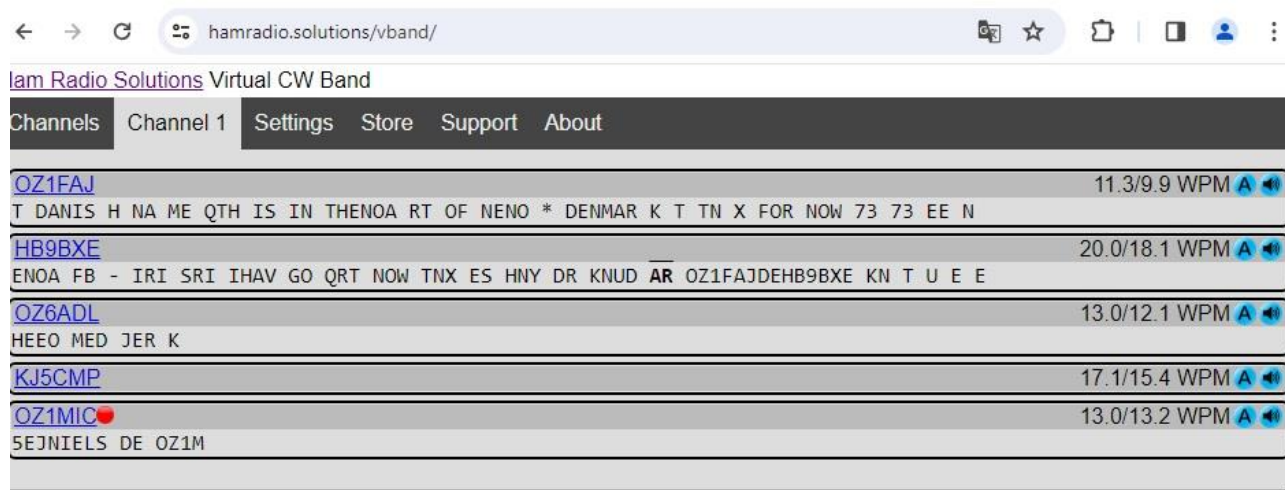 hamradio.solutions/vband/
lam Radio Solutions Virtual CW Band
Channels Channel 1 Settings Store Support About
OZ1FAJ 11.3/9.9 WPM A
T DANIS H NA ME QTH IS IN THENOA RT OF NENO * DENMAR K T TN X FOR NOW 73 73 EE N
HB9BXE 20.0/18.1 WPM A
ENOA FB - IRI SRI IHAV GO QRT NOW TNX ES HNY DR KNUD AR OZ1FAJDEHB9BXE KN T U E E
OZ6ADL 13.0/12.1 WPM A
HEEO MED JER K
KJ5CMP 17.1/15.4 WPM A
OZ1MIC 13.0/13.2 WPM A
5EJNIELS DE OZ1M